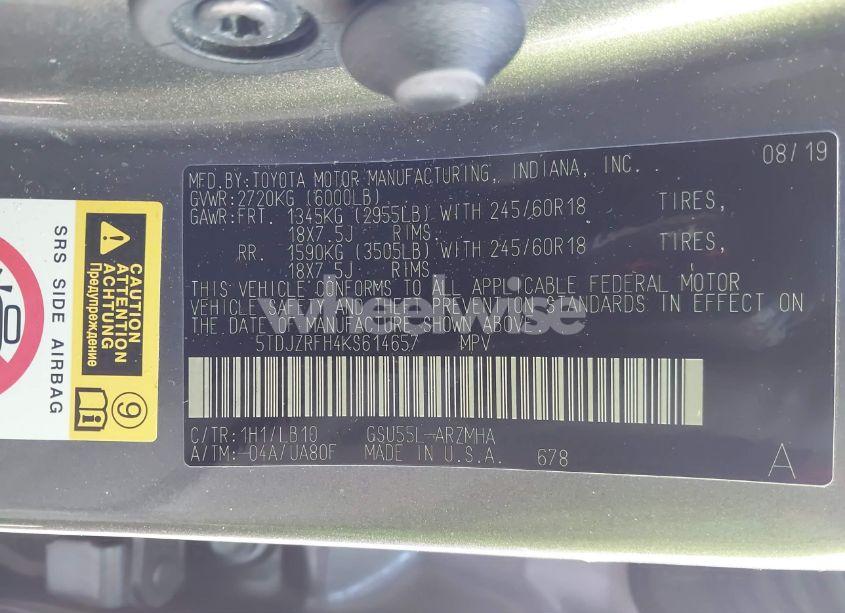 08/19
MFD.BY:TOYOTA MOTOR MANUFACTURING, INDIANA, INC.
GVWR:2720KG (6000LB)
GAWR:FRT. 1345KG (2955LB) WITH 245/60R18 TIRES,
18X7.5J RIMS
RR. 1590KG (3505LB) WITH 245/60R18 TIRES,
18X7.5J RIMS
THIS VEHICLE CONFORMS TO ALL APPLICABLE FEDERAL MOTOR
VEHICLE SAFETY AND THEFT PREVENTION STANDARDS IN EFFECT ON
THE DATE OF MANUFACTURE SHOWN ABOVE.
5TDJZRFH4KS614657 MPV
C/TR:1H1/LB10 GSU55L-ARZMHA
A/TM:-04A/UA80F MADE IN U.S.A. 678
A
SRS SIDE AIRBAG
CAUTION
ATTENTION
ACHTUNG
Предупреждение
9
wheelwise